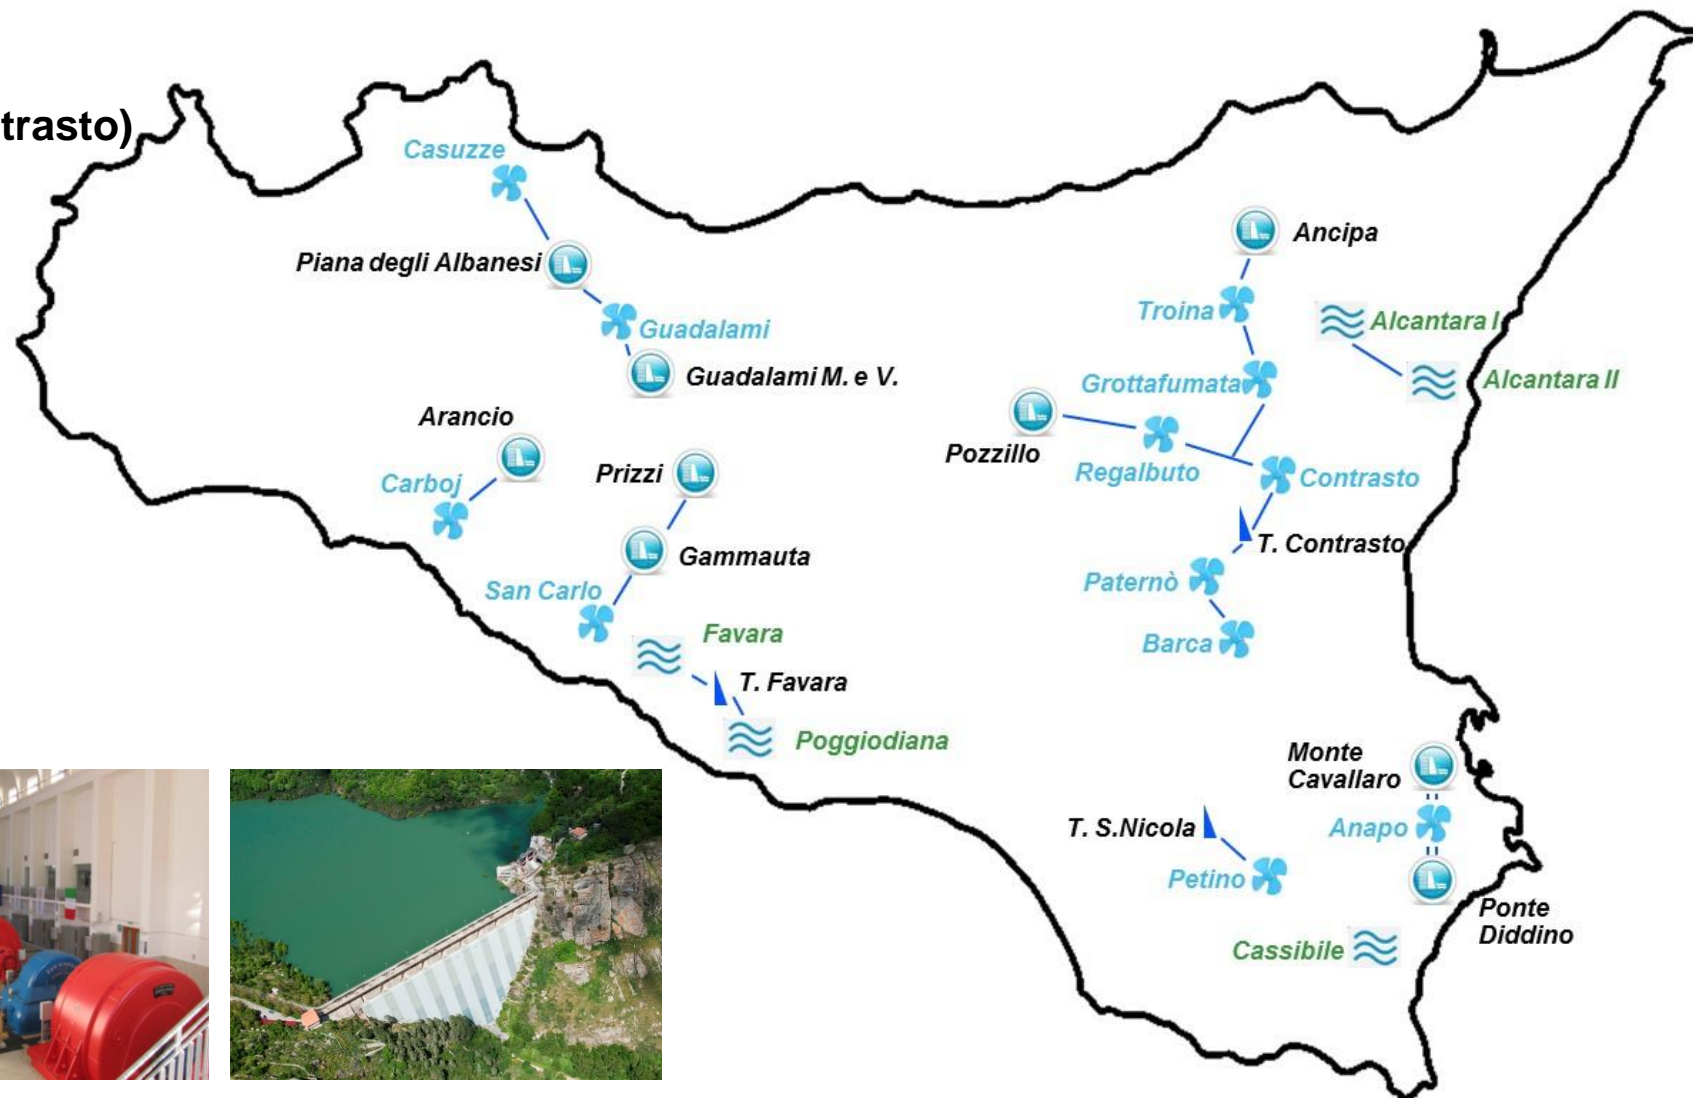 trasto)
Casuzze
Piana degli Albanesi
Guadalami
Guadalami M. e V.
Arancio
Carboj
Prizzi
Gammauta
San Carlo
Favara
T. Favara
Poggiodiana
Ancipa
Troina
Alcantara I
Alcantara II
Grottafumata
Pozzillo
Regalbuto
Contrasto
T. Contrasto
Paternò
Barca
Monte
Cavallaro
T. S.Nicola
Anapo
Petino
Ponte
Diddino
Cassibile